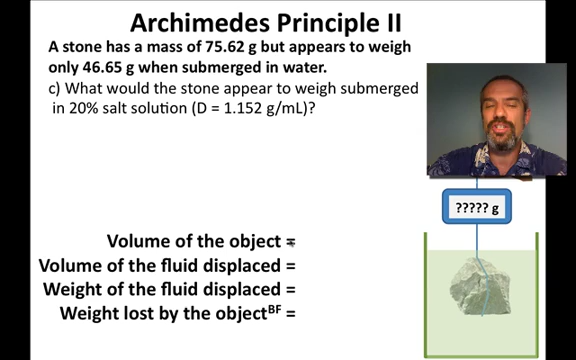 Archimedes Principle II
A stone has a mass of 75.62 g but appears to weigh
only 46.65 g when submerged in water.
c) What would the stone appear to weigh submerged
in 20% salt solution (D = 1.152 g/mL)?
????? g
Volume of the object =
Volume of the fluid displaced =
Weight of the fluid displaced =
Weight lost by the object^BF =